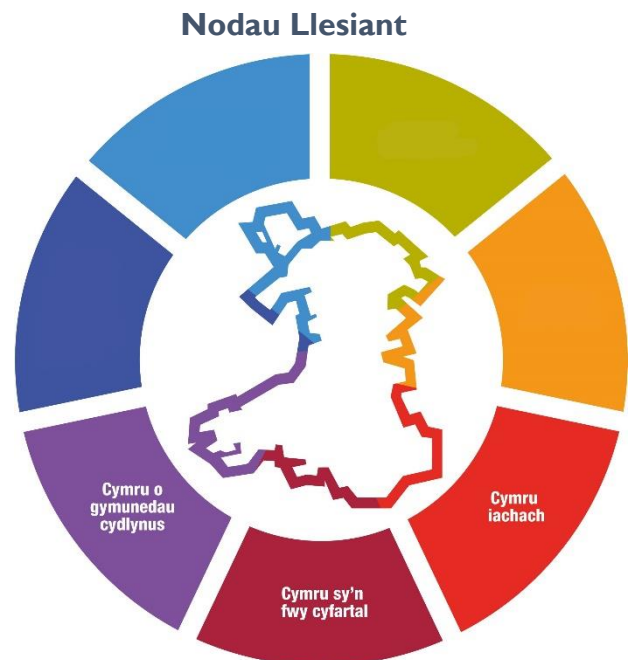 Nodau Llesiant
Cymru o
gymunedau
cydlynus
Cymru sy'n
fwy cyfartal
Cymru
iachach